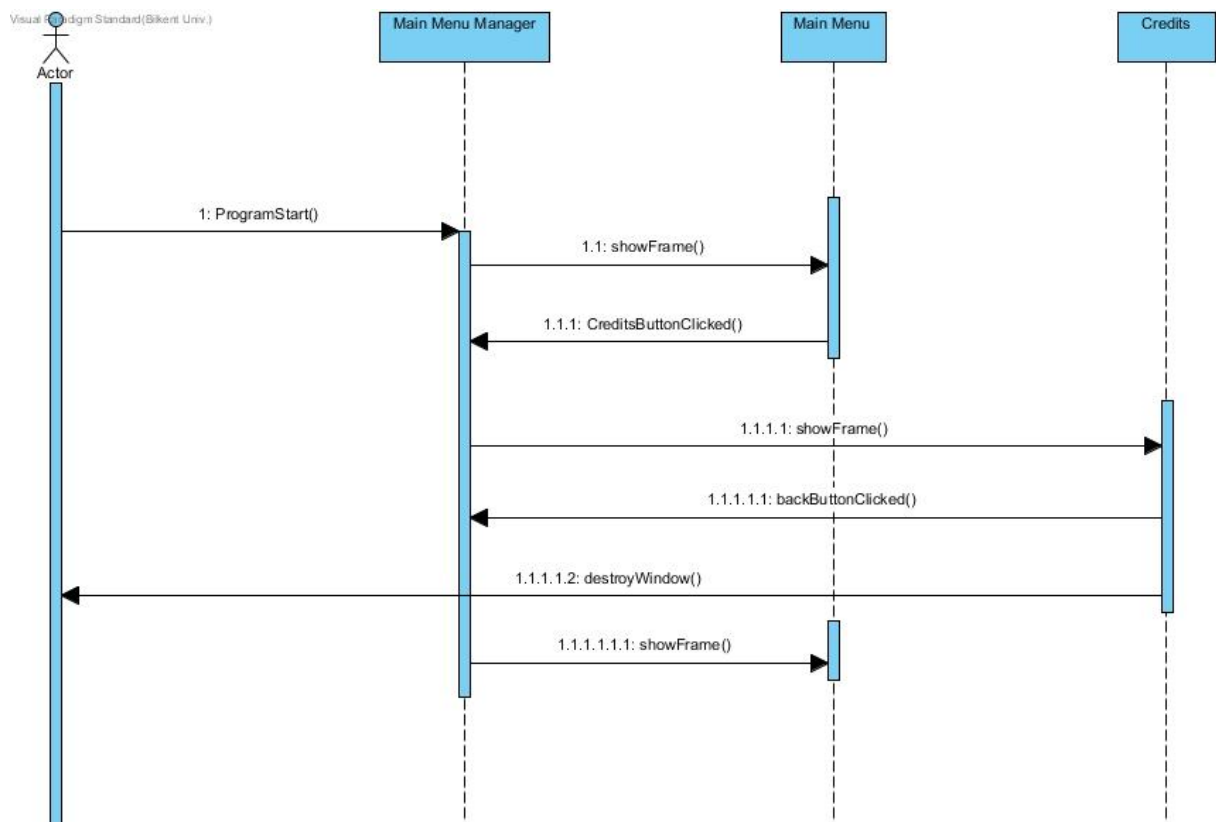 Visual Paradigm Standard(Bilkent Univ.)
Actor
Main Menu Manager
Main Menu
Credits
1: ProgramStart()
1.1: showFrame()
1.1.1: CreditsButtonClicked()
1.1.1.1: showFrame()
1.1.1.1.1: backButtonClicked()
1.1.1.1.2: destroyWindow()
1.1.1.1.1.1: showFrame()